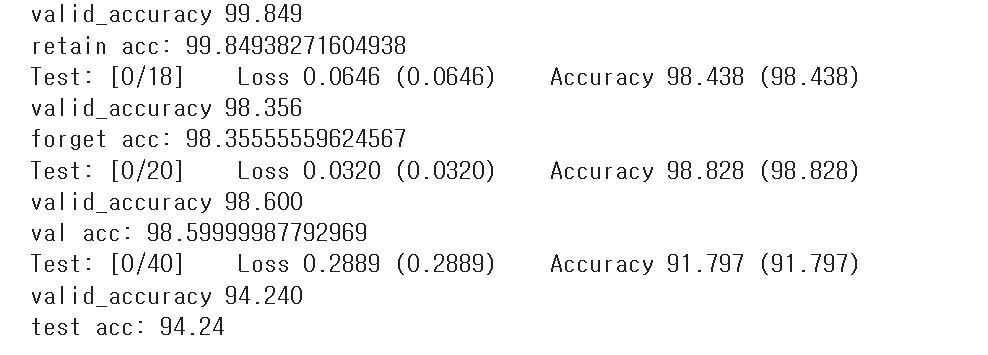 valid_accuracy 99.849
retain acc: 99.84938271604938
Test: [0/18]    Loss 0.0646 (0.0646)    Accuracy 98.438 (98.438)
valid_accuracy 98.356
forget acc: 98.35555559624567
Test: [0/20]    Loss 0.0320 (0.0320)    Accuracy 98.828 (98.828)
valid_accuracy 98.600
val acc: 98.59999987792969
Test: [0/40]    Loss 0.2889 (0.2889)    Accuracy 91.797 (91.797)
valid_accuracy 94.240
test acc: 94.24